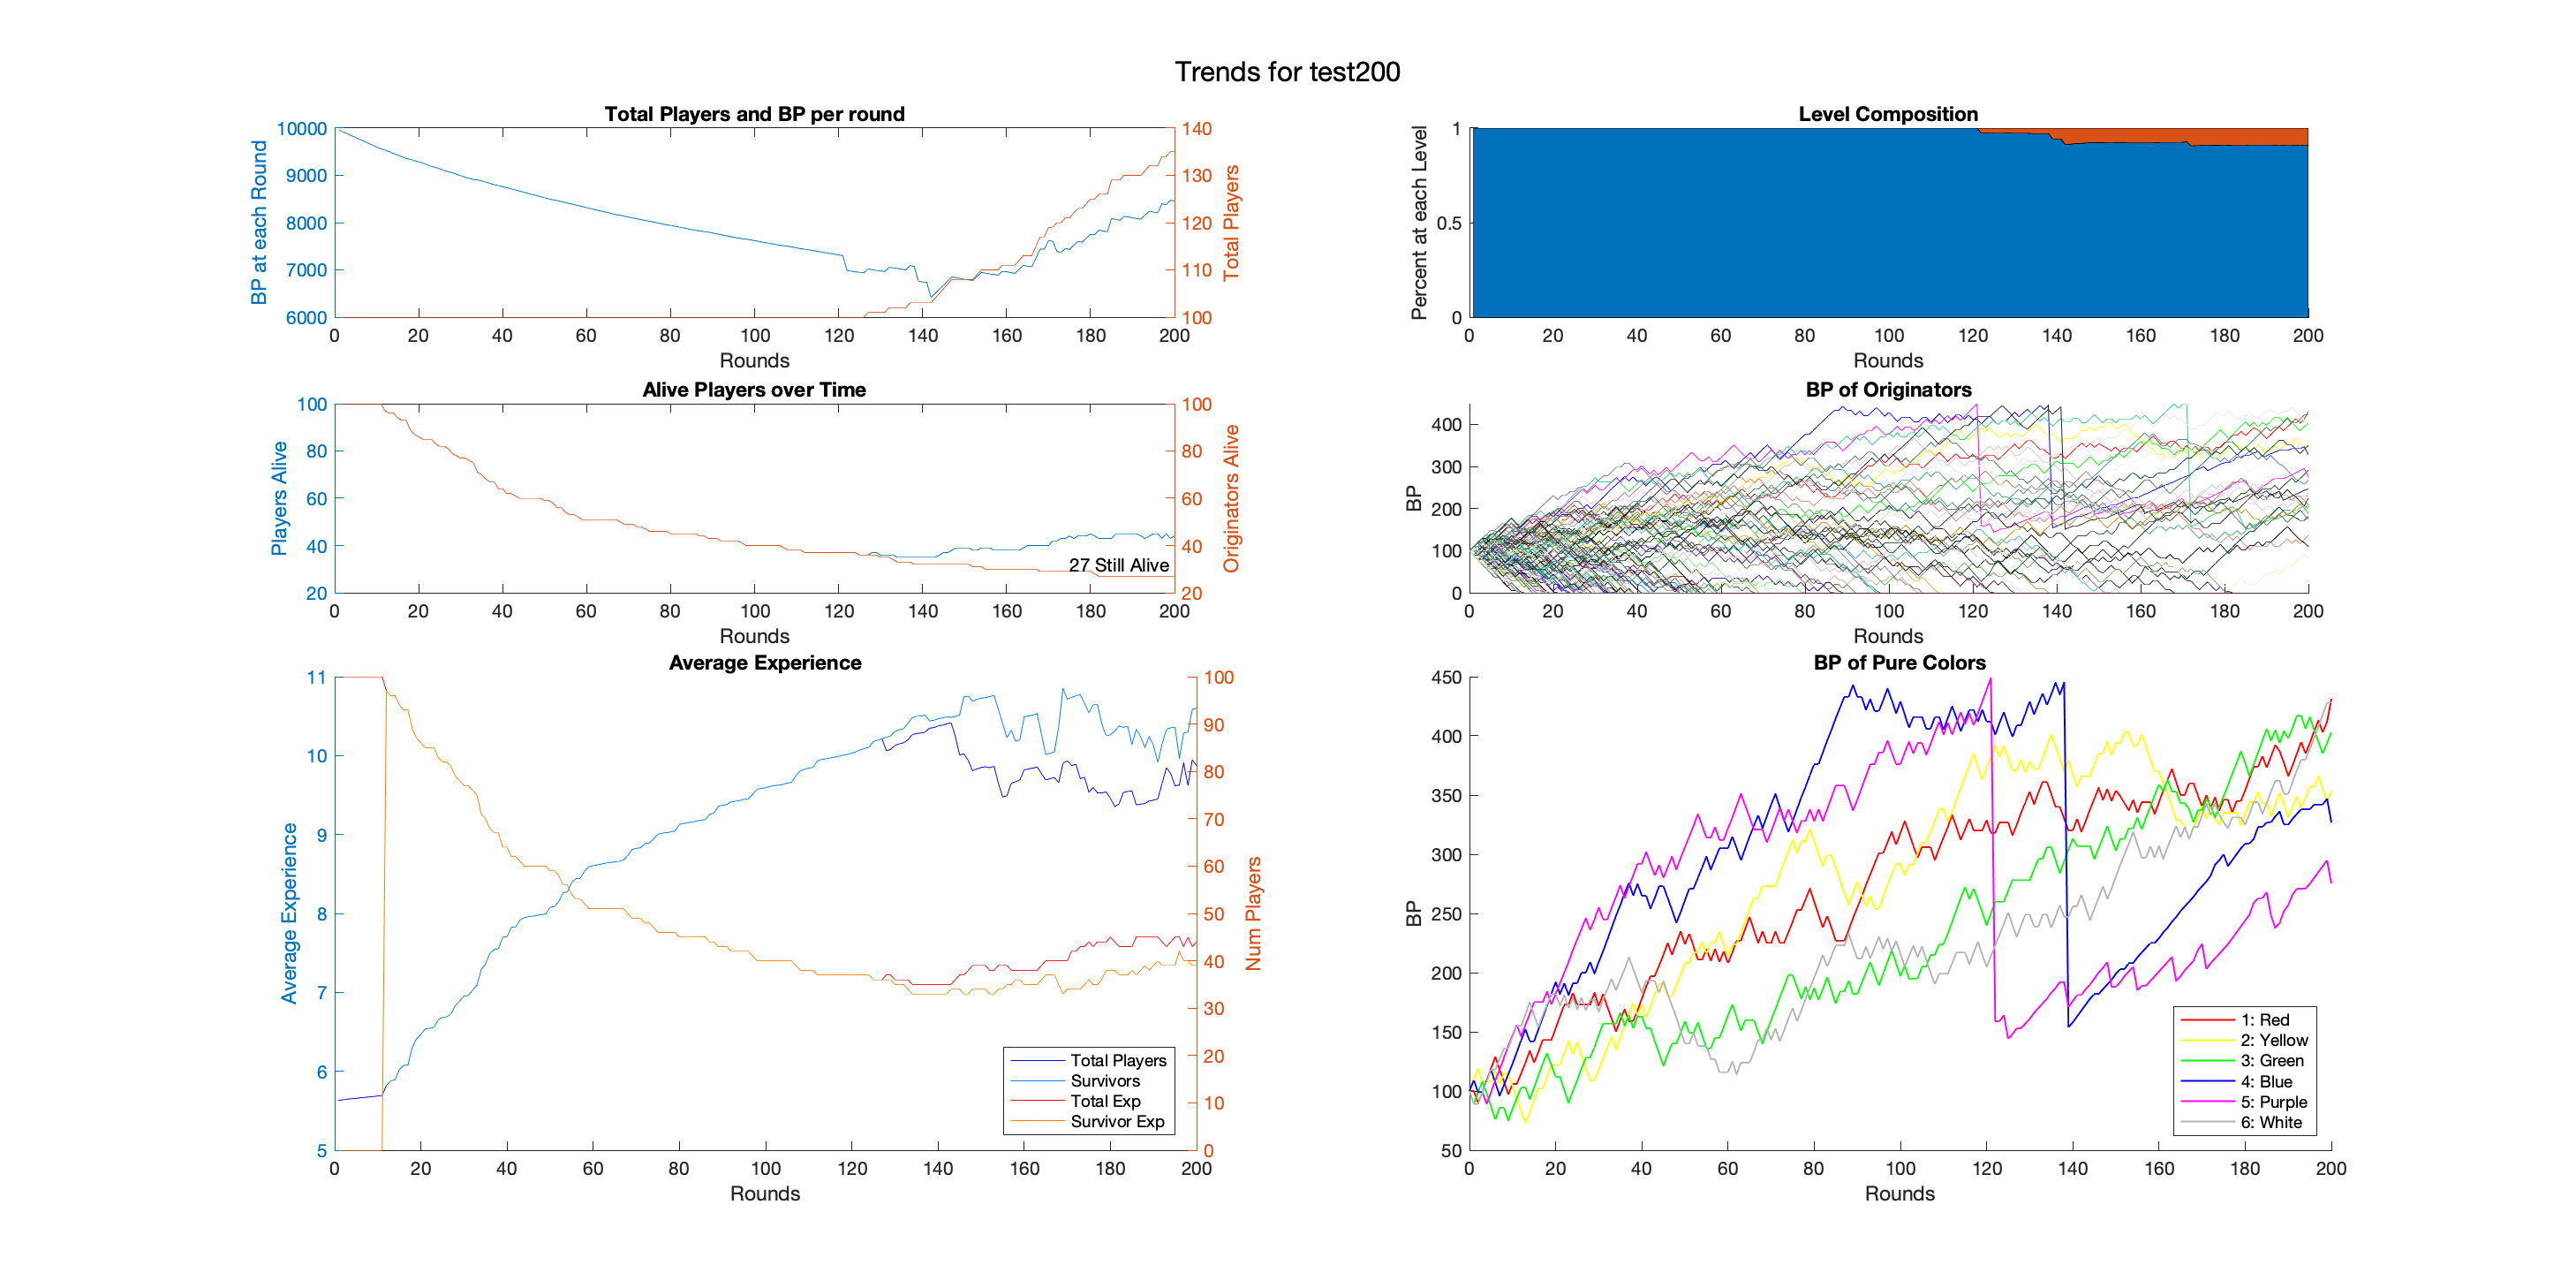 Trends for test200
Total Players and BP per round
BP at each Round
10000
9000
8000
7000
6000
140
130
120
110
100
Total Players
0 20 40 60 80 100 120 140 160 180 200
Rounds
Level Composition
Percent at each Level
1
0.5
0
0 20 40 60 80 100 120 140 160 180 200
Rounds
Alive Players over Time
Players Alive
100
80
60
40
20
27 Still Alive
100
80
60
40
20
Originators Alive
0 20 40 60 80 100 120 140 160 180 200
Rounds
BP of Originators
BP
400
300
200
100
0
0 20 40 60 80 100 120 140 160 180 200
Rounds
Average Experience
Average Experience
11
10
9
8
7
6
5
100
90
80
70
60
50
40
30
20
10
0
Num Players
Total Players
Survivors
Total Exp
Survivor Exp
0 20 40 60 80 100 120 140 160 180 200
Rounds
BP of Pure Colors
BP
450
400
350
300
250
200
150
100
50
1: Red
2: Yellow
3: Green
4: Blue
5: Purple
6: White
0 20 40 60 80 100 120 140 160 180 200
Rounds